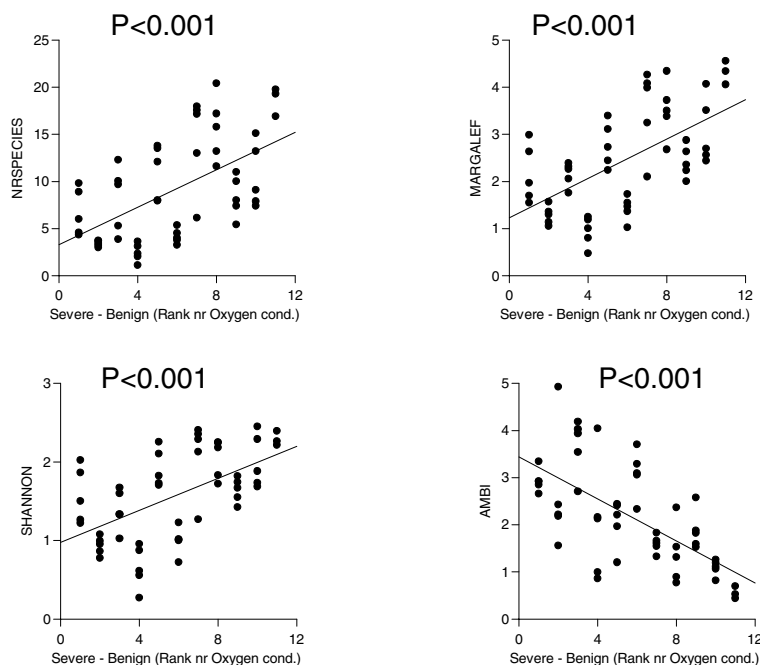 P<0.001
25
20
15
10
5
0
NRSPECIES
0 4 8 12
Severe - Benign (Rank nr Oxygen cond.)
P<0.001
5
4
3
2
1
0
MARGALEF
0 4 8 12
Severe - Benign (Rank nr Oxygen cond.)
P<0.001
3
2
1
0
SHANNON
0 4 8 12
Severe - Benign (Rank nr Oxygen cond.)
P<0.001
5
4
3
2
1
0
AMBI
0 4 8 12
Severe - Benign (Rank nr Oxygen cond.)